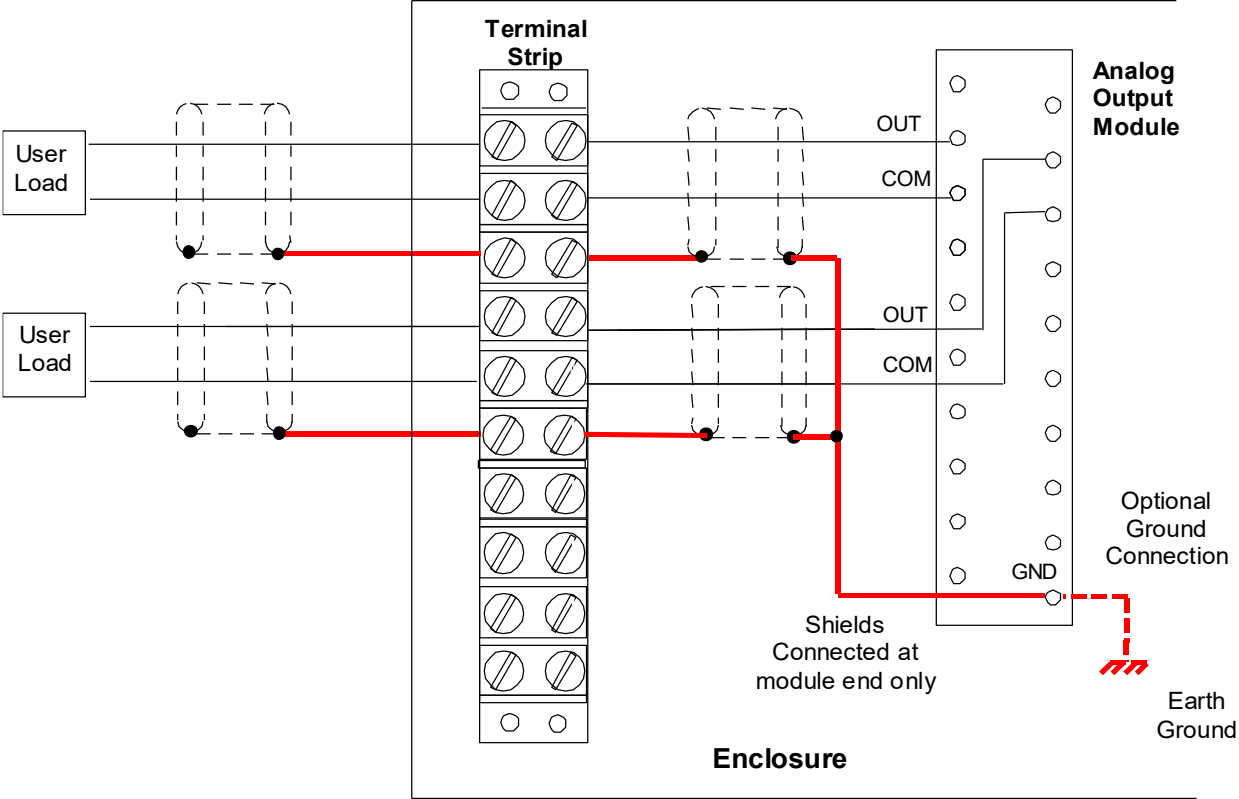 Terminal
Strip
Analog
Output
Module
User
Load
OUT
COM
User
Load
OUT
COM
Optional
Ground
Connection
GND
Shields
Connected at
module end only
Earth
Ground
Enclosure